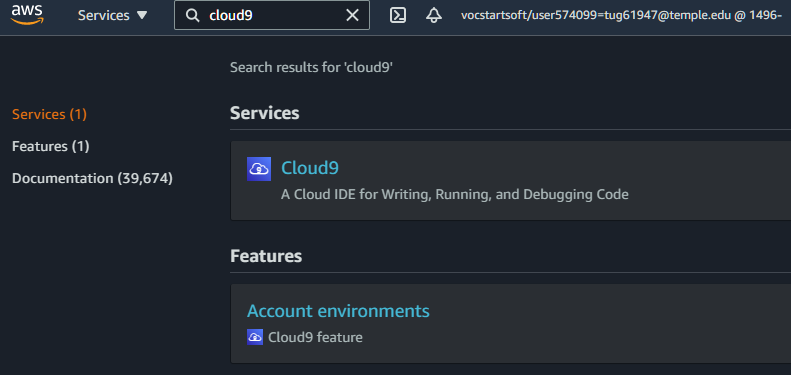 aws Services ▼ cloud9 vocstartsoft/user574099=tug61947@temple.edu @ 1496-
Search results for 'cloud9'
Services (1)
Features (1)
Documentation (39,674)
Services
Cloud9
A Cloud IDE for Writing, Running, and Debugging Code
Features
Account environments
Cloud9 feature